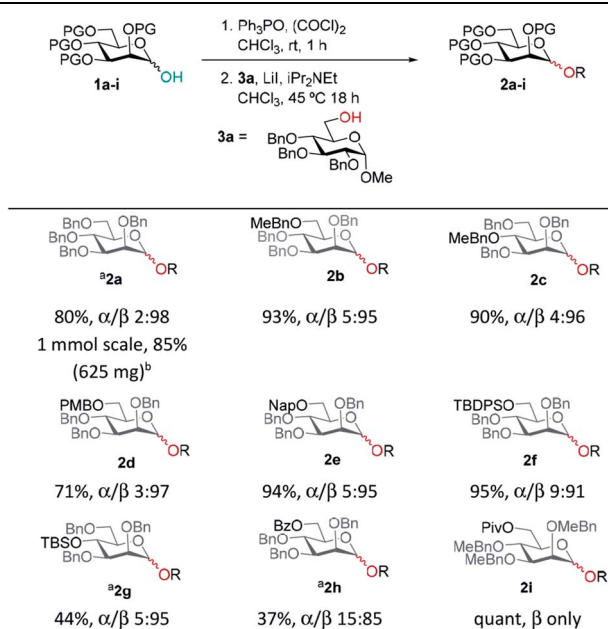 PGO OPG
PGO
PGO
O
OH
1a-i
1. Ph3PO, (COCl)2
CHCl3, rt, 1 h
2. 3a, LiI, iPr2NEt
CHCl3, 45 ºC 18 h
PGO OPG
PGO
PGO
O
OR
2a-i
3a =
OH
BnO
BnO
O
BnO
OMe
BnO OBn
BnO
BnO
O
OR
a2a
80%, α/β 2:98
1 mmol scale, 85%
(625 mg)b
MeBnO OBn
BnO
BnO
O
OR
2b
93%, α/β 5:95
BnO OBn
MeBnO
BnO
O
OR
2c
90%, α/β 4:96
PMBO OBn
BnO
BnO
O
OR
2d
71%, α/β 3:97
NapO OBn
BnO
BnO
O
OR
2e
94%, α/β 5:95
TBDPSO OBn
BnO
BnO
O
OR
2f
95%, α/β 9:91
BnO OBn
TBSO
BnO
O
OR
a2g
44%, α/β 5:95
BzO OBn
BnO
BnO
O
OR
a2h
37%, α/β 15:85
PivO OMeBn
MeBnO
MeBnO
O
OR
2i
quant, β only